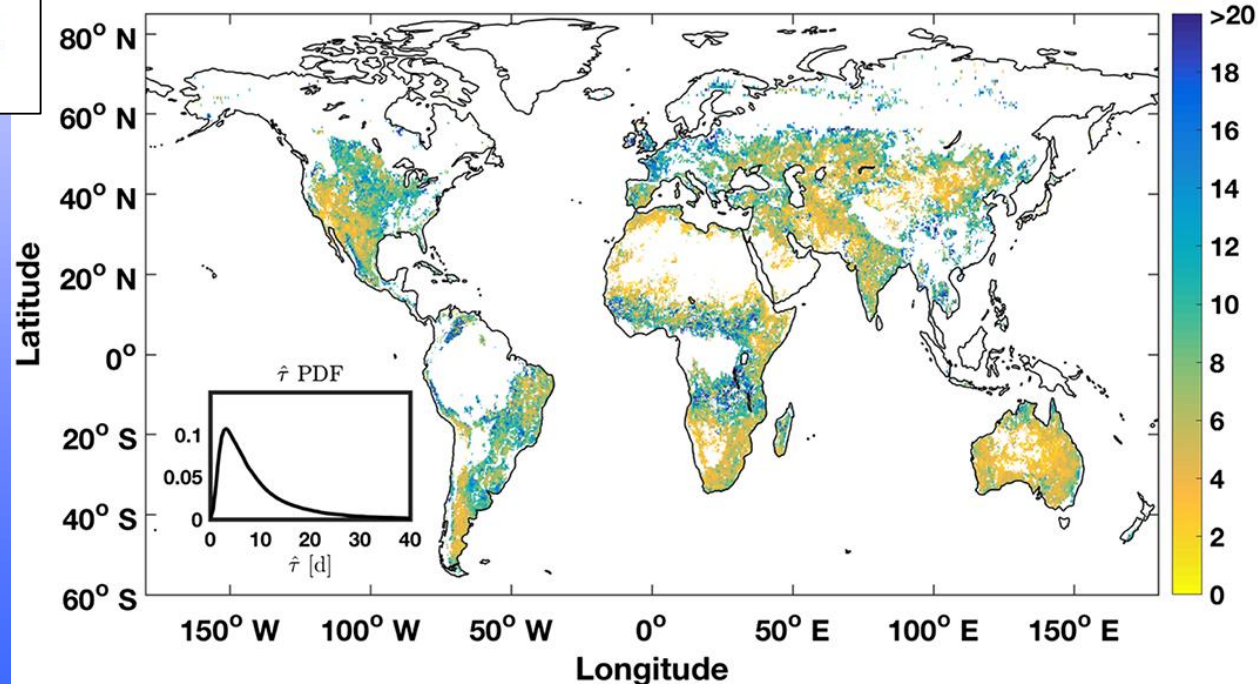 80° N
60° N
40° N
20° N
0°
20° S
40° S
60° S
Latitude
150° W 100° W 50° W 0° 50° E 100° E 150° E
Longitude
τ̂ PDF
0.1
0.05
0
0 10 20 30 40
τ̂ [d]
>20
18
16
14
12
10
8
6
4
2
0